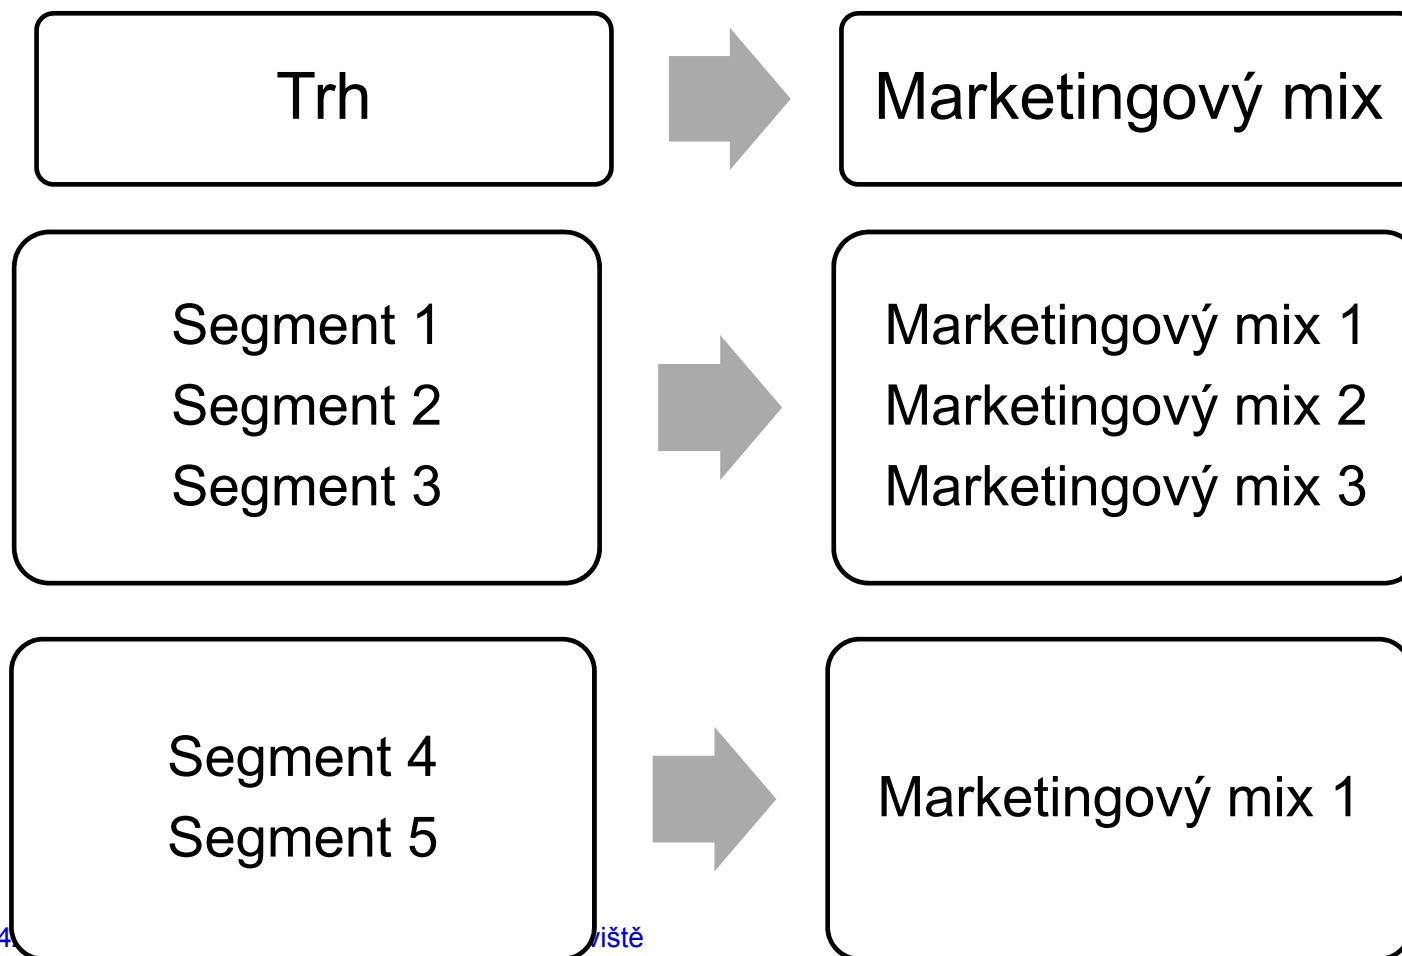 Trh
Marketingový mix
Segment 1
Segment 2
Segment 3
Marketingový mix 1
Marketingový mix 2
Marketingový mix 3
Segment 4
Segment 5
Marketingový mix 1